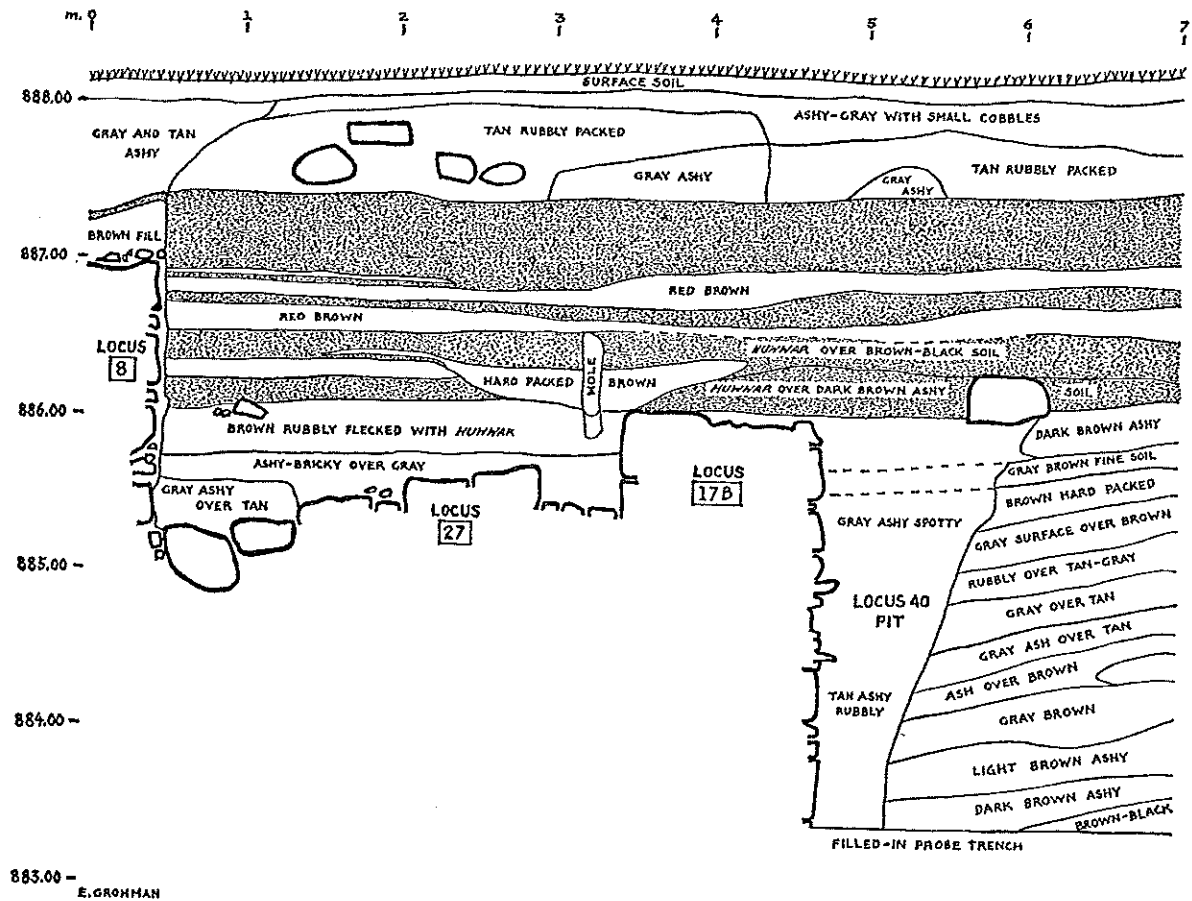 m. 0 1 2 3 4 5 6 7
SURFACE SOIL
888.00
ASHY-GRAY WITH SMALL COBBLES
GRAY AND TAN
ASHY
TAN RUBBLY PACKED
GRAY ASHY
GRAY
ASHY
TAN RUBBLY PACKED
BROWN FILL
887.00
RED BROWN
RED BROWN
LOCUS
8
HUWWAR OVER BROWN-BLACK SOIL
HARD PACKED
HOLE
BROWN
HUWWAR OVER DARK BROWN ASHY
SOIL
886.00
BROWN RUBBLY FLECKED WITH HUWWAR
DARK BROWN ASHY
ASHY-BRICKY OVER GRAY
GRAY BROWN FINE SOIL
LOCUS
17B
GRAY ASHY
OVER TAN
BROWN HARD PACKED
LOCUS
27
GRAY ASHY SPOTTY
GRAY SURFACE OVER BROWN
885.00
RUBBLY OVER TAN-GRAY
LOCUS 40
PIT
GRAY OVER TAN
GRAY ASH OVER TAN
ASH OVER BROWN
TAN ASHY
RUBBLY
884.00
GRAY BROWN
LIGHT BROWN ASHY
DARK BROWN ASHY
BROWN-BLACK
FILLED-IN PROBE TRENCH
883.00
E. GROHMAN